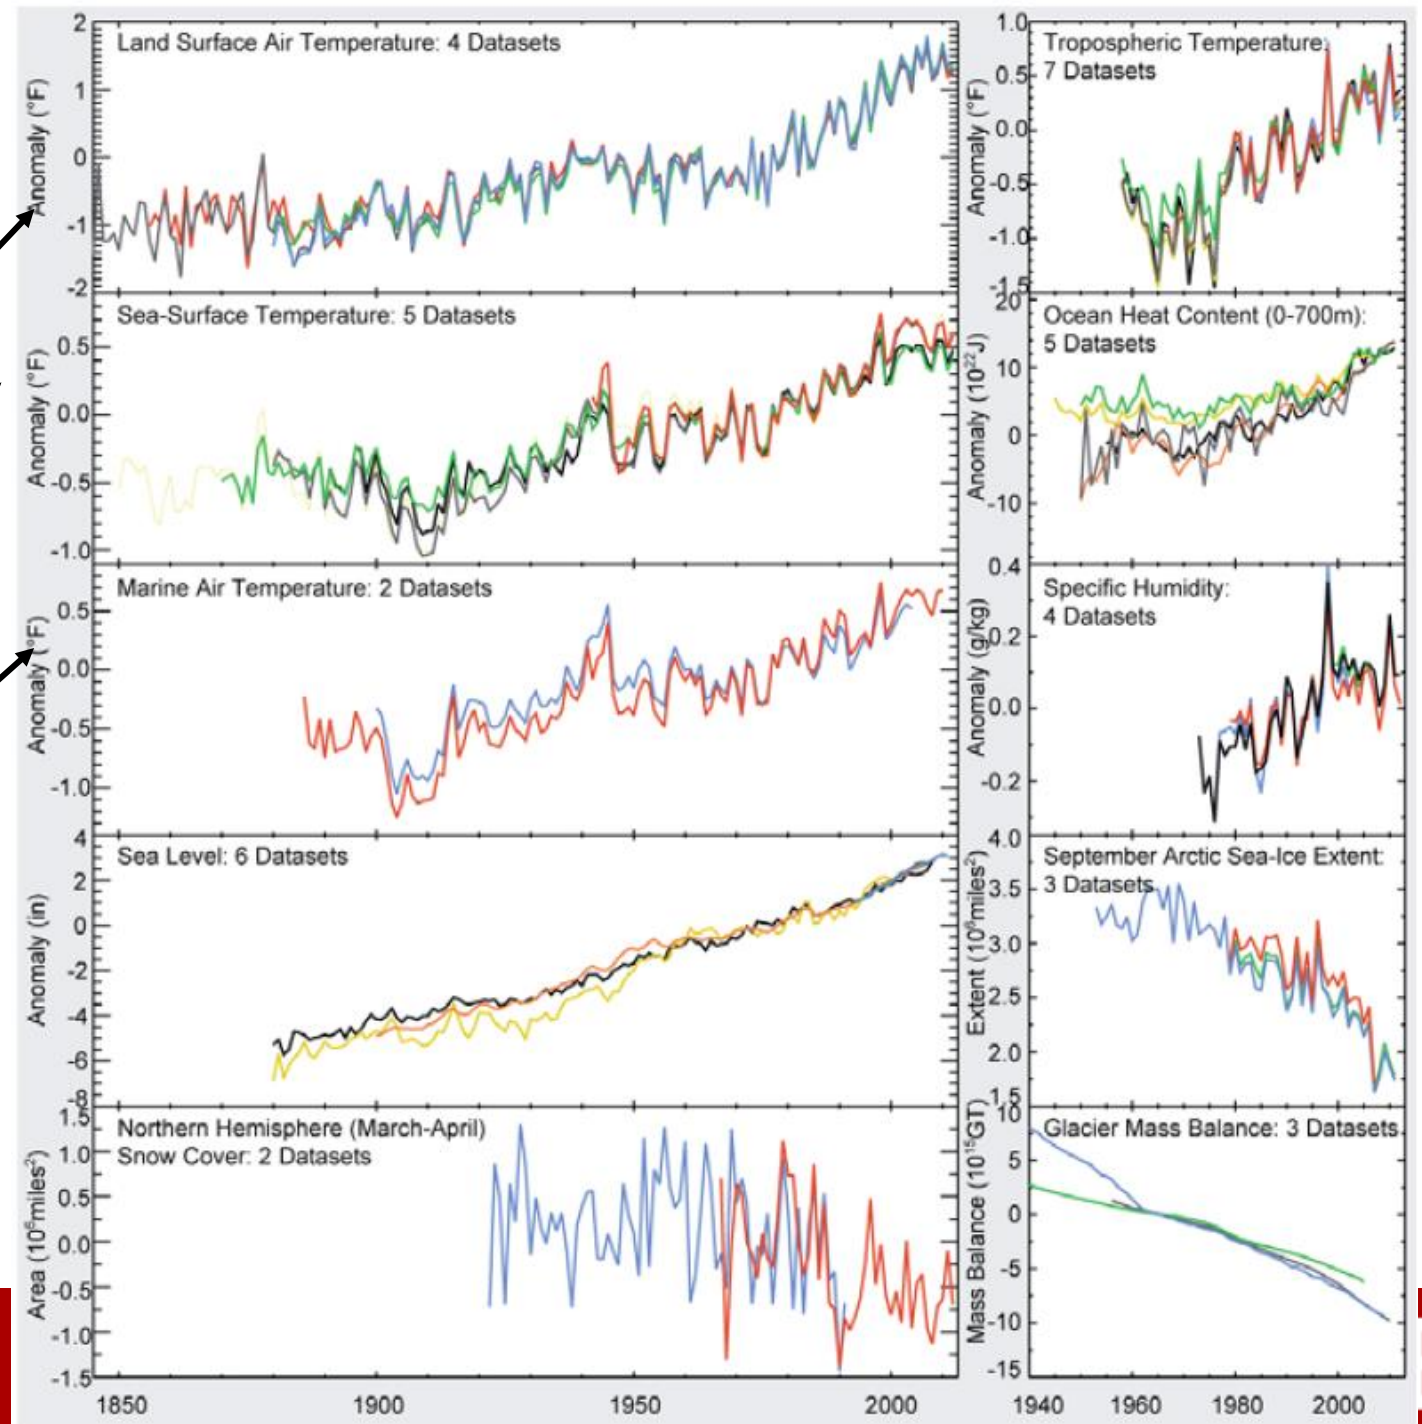 Land Surface Air Temperature: 4 Datasets
Anomaly (°F)
2
1
0
-1
-2
Sea-Surface Temperature: 5 Datasets
Anomaly (°F)
0.5
0.0
-0.5
-1.0
Marine Air Temperature: 2 Datasets
Anomaly (°F)
0.5
0.0
-0.5
-1.0
Sea Level: 6 Datasets
Anomaly (in)
4
2
0
-2
-4
-6
-8
Northern Hemisphere (March-April)
Snow Cover: 2 Datasets
Area (10⁶miles²)
1.5
1.0
0.5
0.0
-0.5
-1.0
-1.5
1850 1900 1950 2000
Tropospheric Temperature:
7 Datasets
Anomaly (°F)
1.0
0.5
0.0
-0.5
-1.0
-1.5
Ocean Heat Content (0-700m):
5 Datasets
Anomaly (10²²J)
20
10
0
-10
Specific Humidity:
4 Datasets
Anomaly (g/kg)
0.4
0.2
0.0
-0.2
September Arctic Sea-Ice Extent:
3 Datasets
Extent (10⁶miles²)
4.0
3.5
3.0
2.5
2.0
1.5
Glacier Mass Balance: 3 Datasets
Mass Balance (10¹⁵GT)
10
5
0
-5
-10
-15
1940 1960 1980 2000